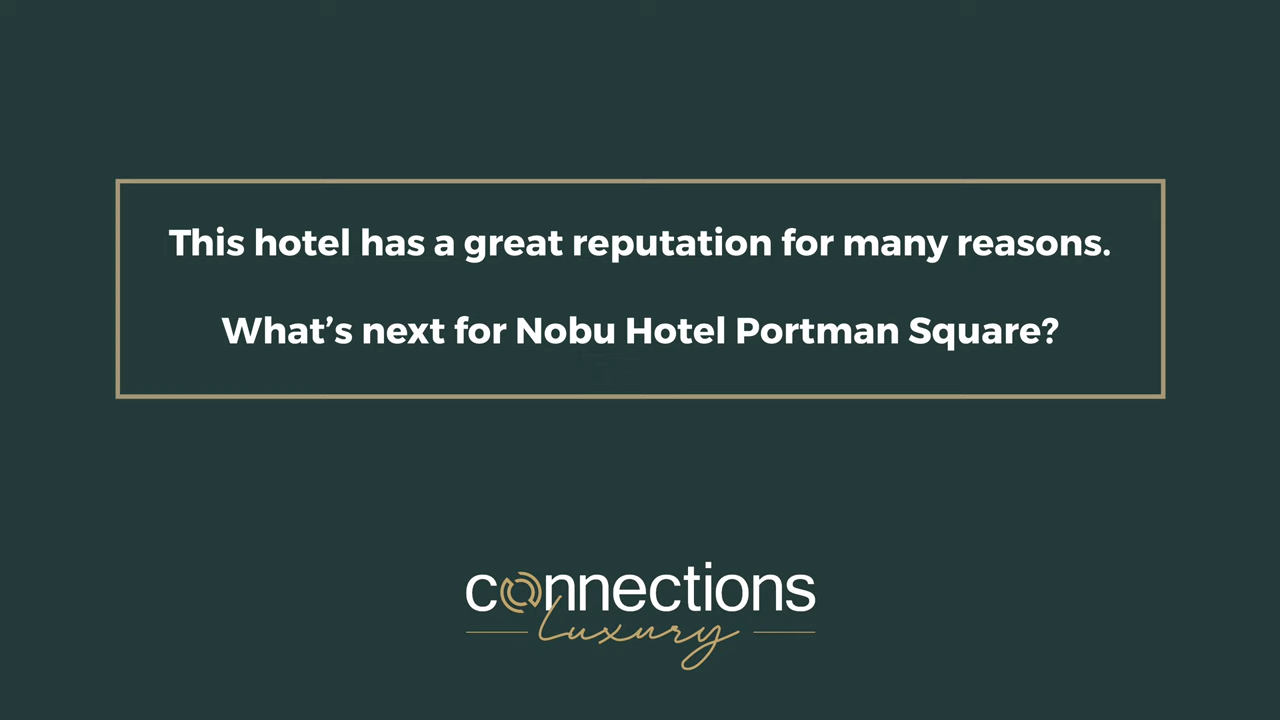 This hotel has a great reputation for many reasons.
What’s next for Nobu Hotel Portman Square?
connections
luxury